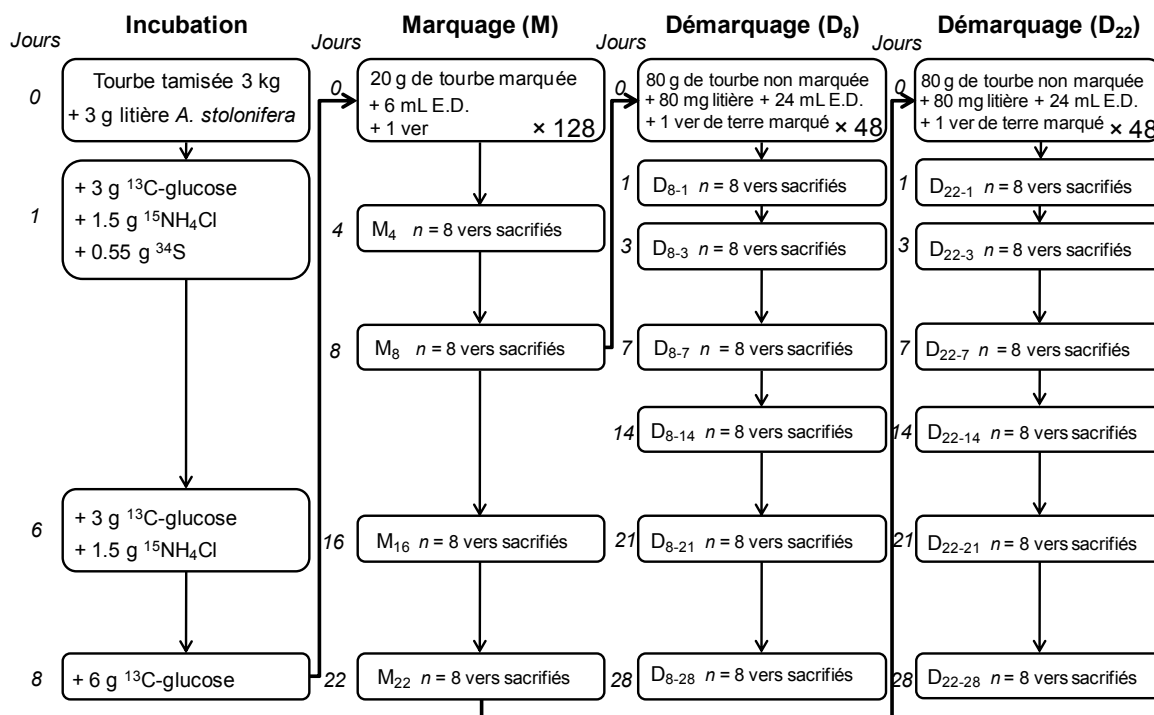 Incubation
Jours
0
Tourbe tamisée 3 kg
+ 3 g litière A. stolonifera
1
+ 3 g ¹³C-glucose
+ 1.5 g ¹⁵NH₄Cl
+ 0.55 g ³⁴S
6
+ 3 g ¹³C-glucose
+ 1.5 g ¹⁵NH₄Cl
8
+ 6 g ¹³C-glucose
Marquage (M)
Jours
0
20 g de tourbe marquée
+ 6 mL E.D.
+ 1 ver × 128
4
M₄ n = 8 vers sacrifiés
8
M₈ n = 8 vers sacrifiés
16
M₁₆ n = 8 vers sacrifiés
22
M₂₂ n = 8 vers sacrifiés
Démarquage (D₈)
Jours
0
80 g de tourbe non marquée
+ 80 mg litière + 24 mL E.D.
+ 1 ver de terre marqué × 48
1
D₈₋₁ n = 8 vers sacrifiés
3
D₈₋₃ n = 8 vers sacrifiés
7
D₈₋₇ n = 8 vers sacrifiés
14
D₈₋₁₄ n = 8 vers sacrifiés
21
D₈₋₂₁ n = 8 vers sacrifiés
28
D₈₋₂₈ n = 8 vers sacrifiés
Démarquage (D₂₂)
Jours
0
80 g de tourbe non marquée
+ 80 mg litière + 24 mL E.D.
+ 1 ver de terre marqué × 48
1
D₂₂₋₁ n = 8 vers sacrifiés
3
D₂₂₋₃ n = 8 vers sacrifiés
7
D₂₂₋₇ n = 8 vers sacrifiés
14
D₂₂₋₁₄ n = 8 vers sacrifiés
21
D₂₂₋₂₁ n = 8 vers sacrifiés
28
D₂₂₋₂₈ n = 8 vers sacrifiés